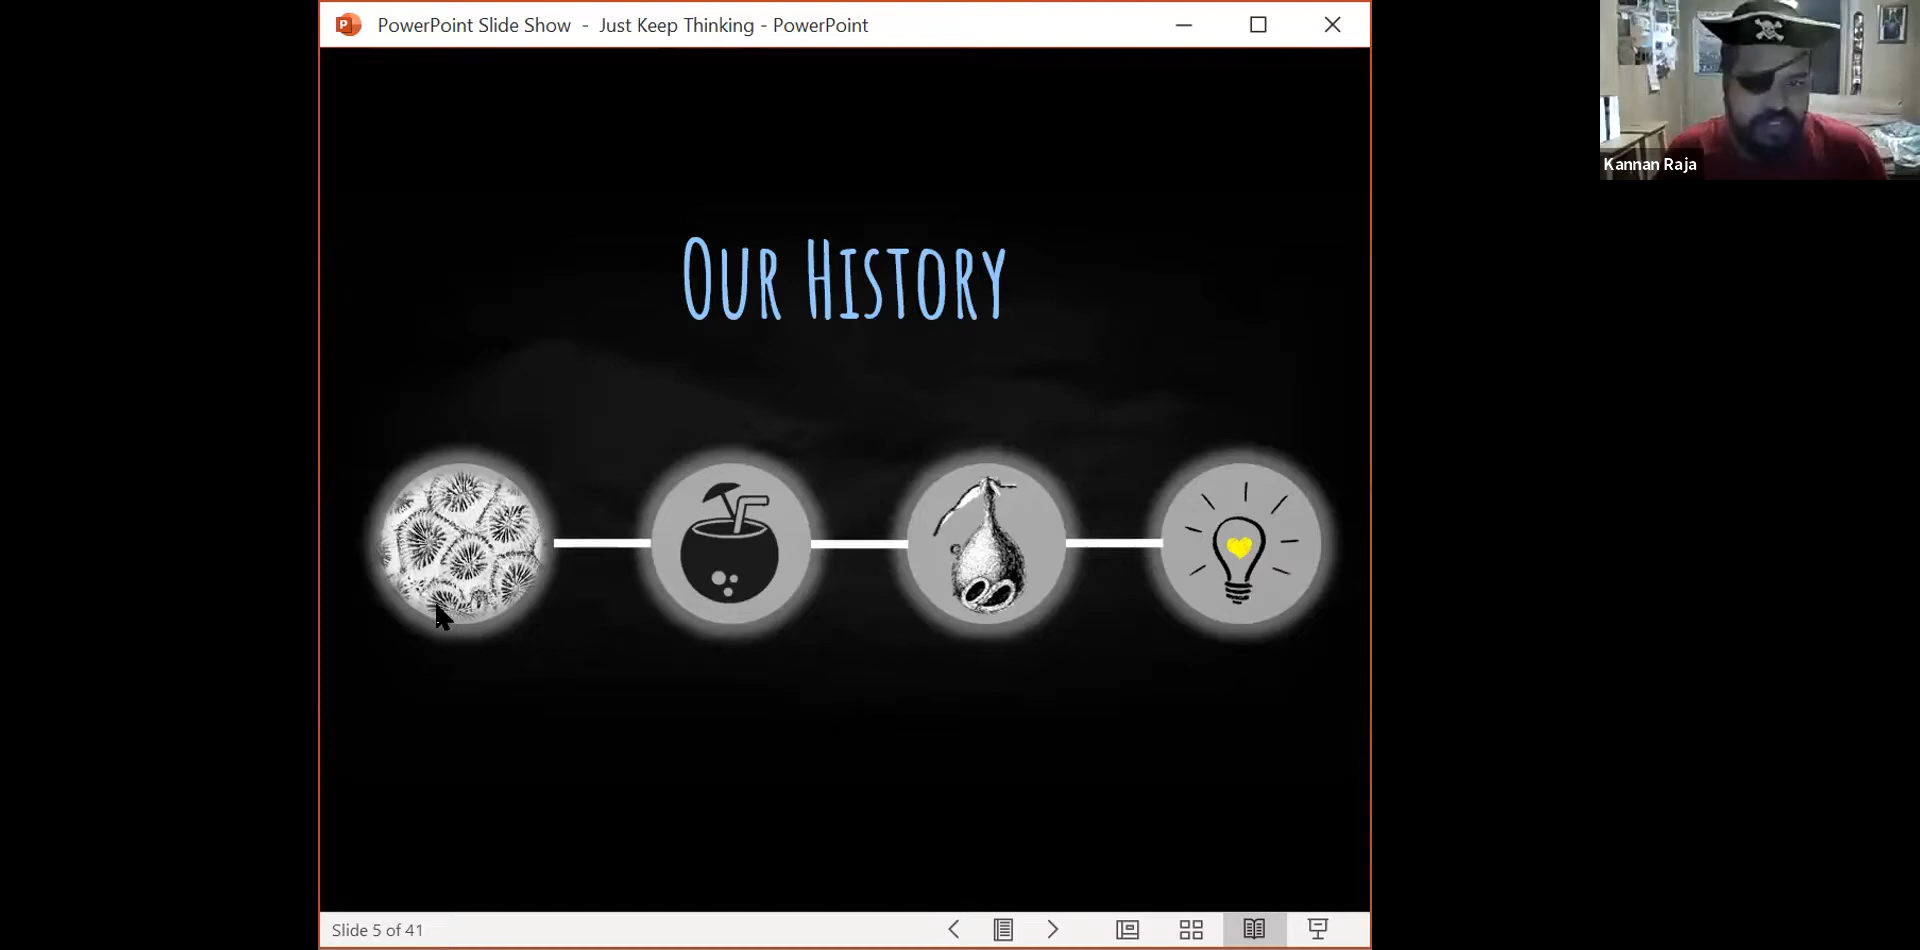 PowerPoint Slide Show - Just Keep Thinking - PowerPoint
Kannan Raja
Our History
Slide 5 of 41